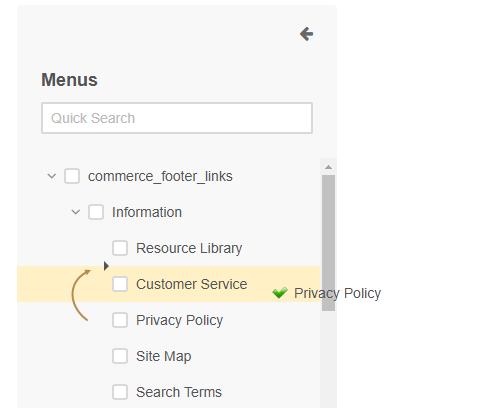 Menus
Quick Search
commerce_footer_links
Information
Resource Library
Customer Service
Privacy Policy
Privacy Policy
Site Map
Search Terms